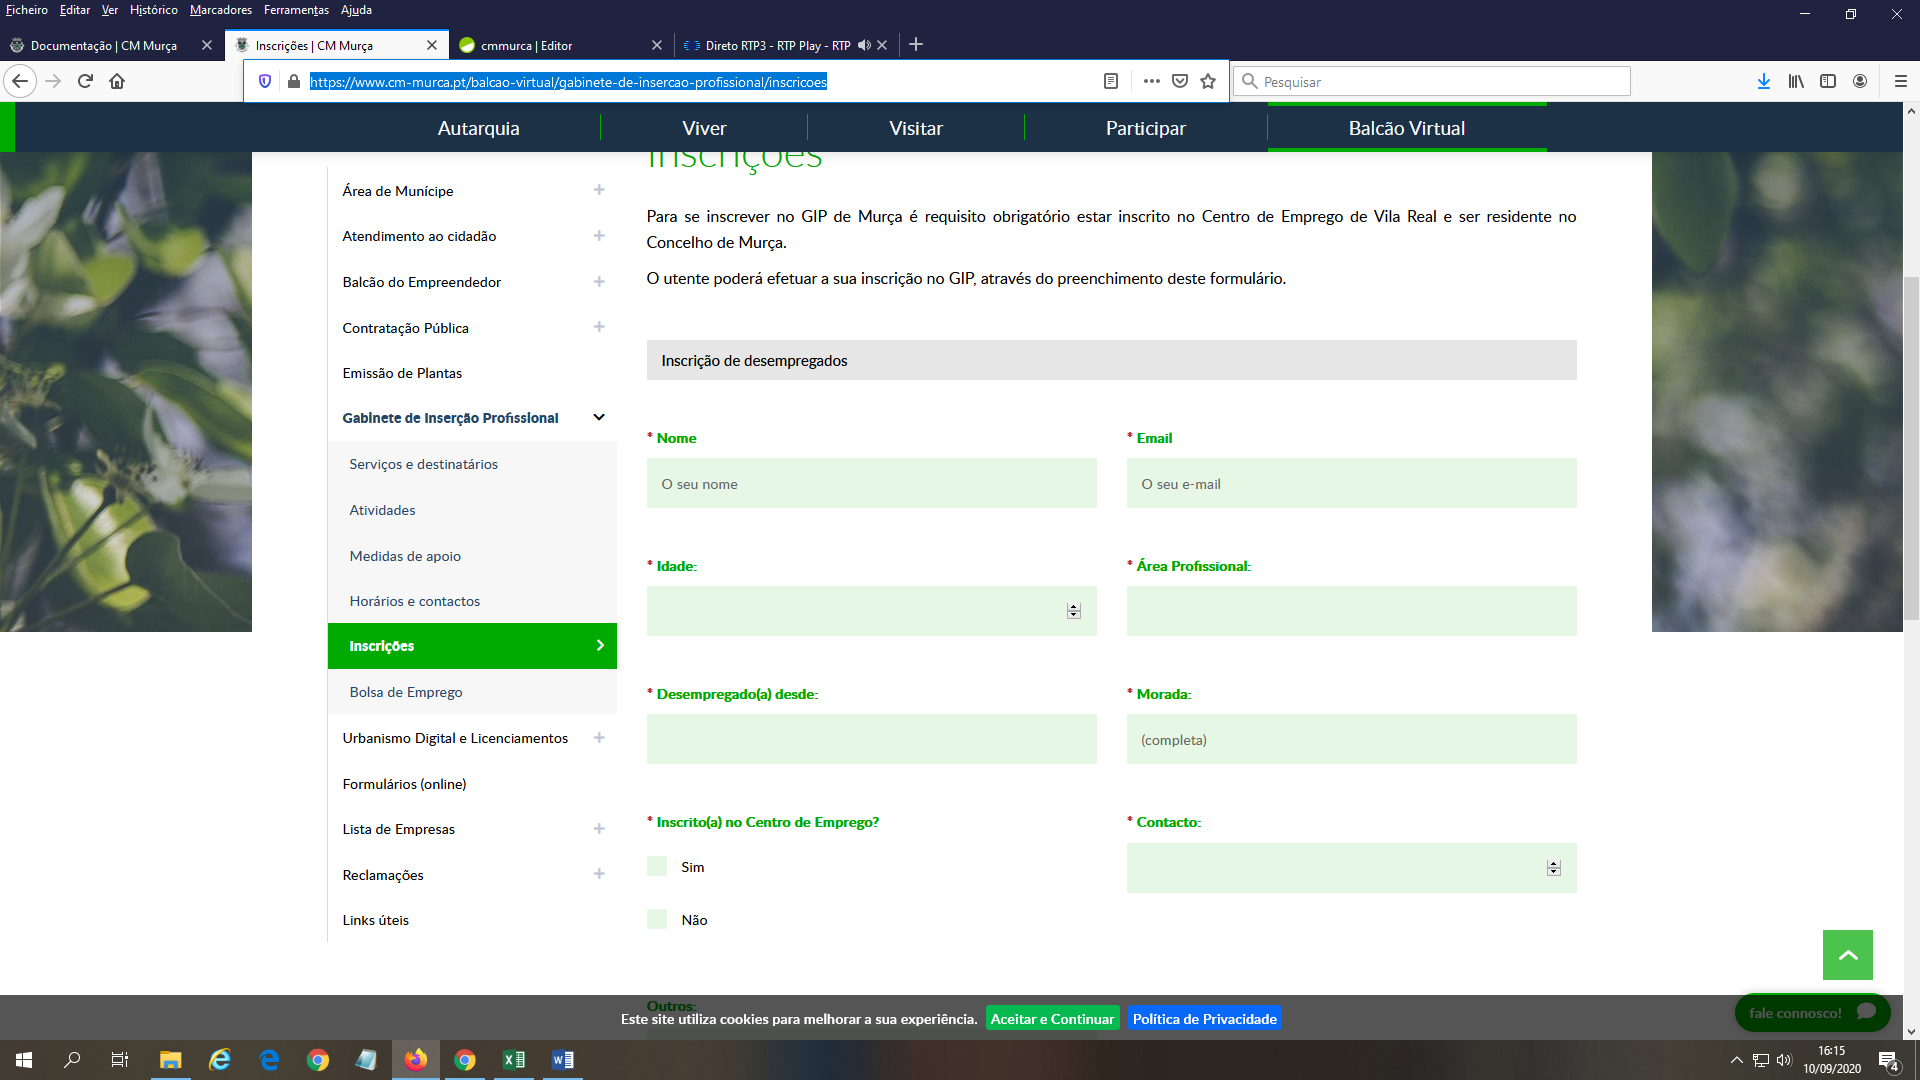 Ficheiro Editar Ver Histórico Marcadores Ferramentas Ajuda
Documentação | CM Murça
Inscrições | CM Murça
cmmurca | Editor
Direto RTP3 - RTP Play - RTP
https://www.cm-murca.pt/balcao-virtual/gabinete-de-insercao-profissional/inscricoes
Pesquisar
Autarquia
Viver
Visitar
Participar
Balcão Virtual
Inscrições
Área de Munícipe
Atendimento ao cidadão
Balcão do Empreendedor
Contratação Pública
Emissão de Plantas
Gabinete de Inserção Profissional
Serviços e destinatários
Atividades
Medidas de apoio
Horários e contactos
Inscrições
Bolsa de Emprego
Urbanismo Digital e Licenciamentos
Formulários (online)
Lista de Empresas
Reclamações
Links úteis
Para se inscrever no GIP de Murça é requisito obrigatório estar inscrito no Centro de Emprego de Vila Real e ser residente no
Concelho de Murça.
O utente poderá efetuar a sua inscrição no GIP, através do preenchimento deste formulário.
Inscrição de desempregados
* Nome
* Email
O seu nome
O seu e-mail
* Idade:
* Área Profissional:
* Desempregado(a) desde:
* Morada:
(completa)
* Inscrito(a) no Centro de Emprego?
* Contacto:
Sim
Não
Outros:
Este site utiliza cookies para melhorar a sua experiência.
Aceitar e Continuar
Política de Privacidade
fale connosco!
16:15
10/09/2020
4